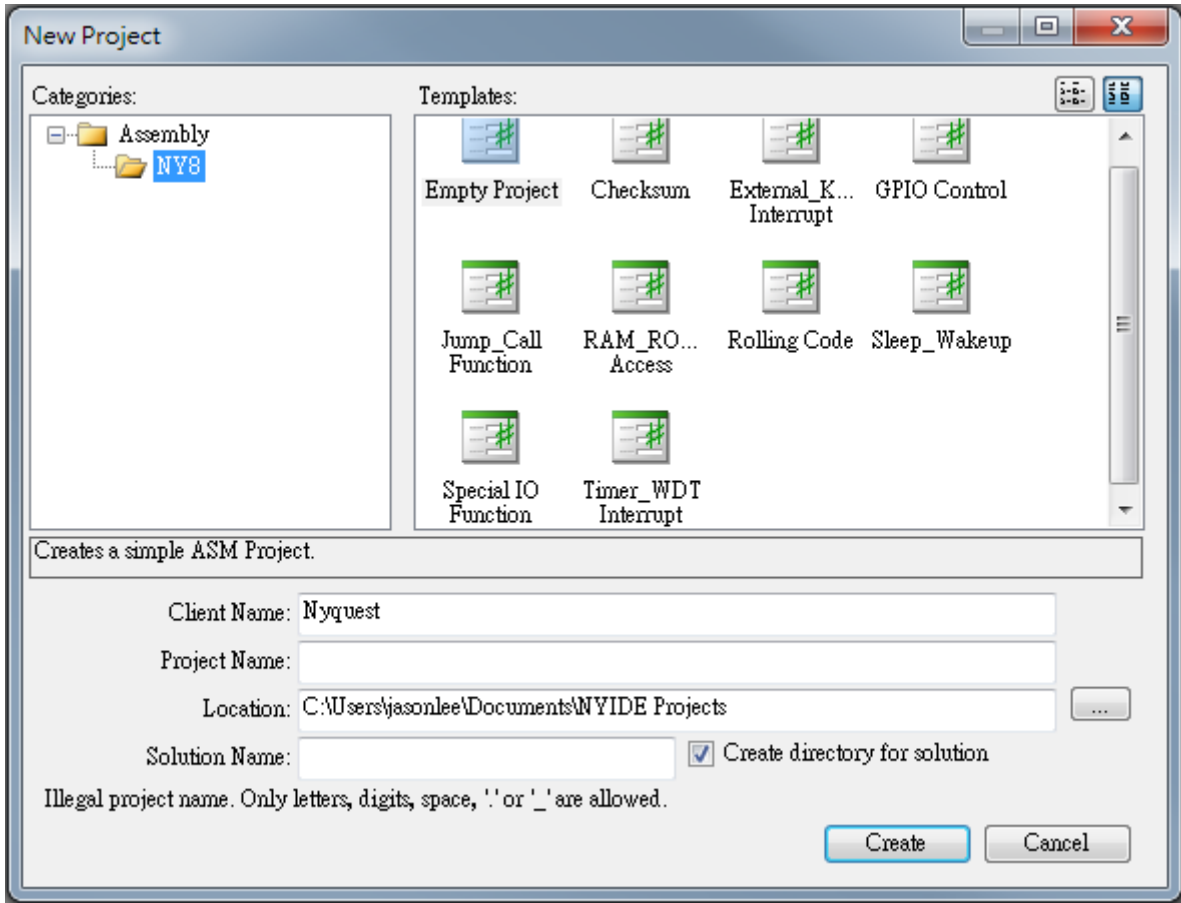 New Project
Categories:
Templates:
Assembly
NY8
Empty Project
Checksum
External_K...
Interrupt
GPIO Control
Jump_Call
Function
RAM_RO...
Access
Rolling Code
Sleep_Wakeup
Special IO
Function
Timer_WDT
Interrupt
Creates a simple ASM Project.
Client Name: Nyquest
Project Name:
Location: C:\Users\jasonlee\Documents\NYIDE Projects ...
Solution Name:
Create directory for solution
Illegal project name. Only letters, digits, space, '.' or '_' are allowed.
Create
Cancel